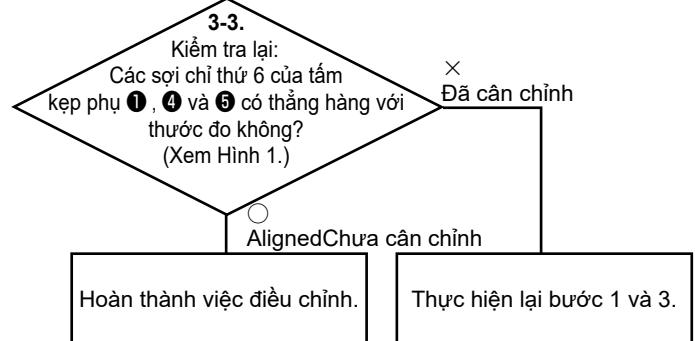 3-3.
Kiểm tra lại:
Các sợi chỉ thứ 6 của tấm
kẹp phụ ❶ , ❹ và ❺ có thẳng hàng với
thước đo không?
(Xem Hình 1.)
×
Đã cân chỉnh
○
AlignedChưa cân chỉnh
Hoàn thành việc điều chỉnh.
Thực hiện lại bước 1 và 3.